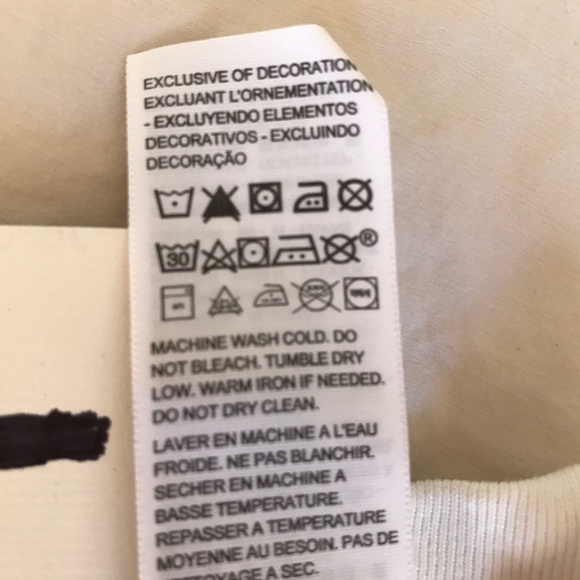 EXCLUSIVE OF DECORATION
EXCLUANT L'ORNEMENTATION
- EXCLUYENDO ELEMENTOS
DECORATIVOS - EXCLUINDO
DECORAÇÃO
30
®
MACHINE WASH COLD. DO
NOT BLEACH. TUMBLE DRY
LOW. WARM IRON IF NEEDED.
DO NOT DRY CLEAN.
LAVER EN MACHINE A L'EAU
FROIDE. NE PAS BLANCHIR.
SECHER EN MACHINE A
BASSE TEMPERATURE.
REPASSER A TEMPERATURE
MOYENNE AU BESOIN. PAS DE
A SEC.